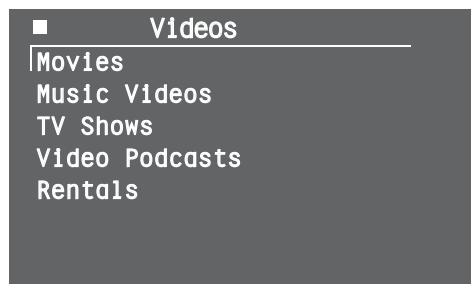 Videos
Movies
Music Videos
TV Shows
Video Podcasts
Rentals